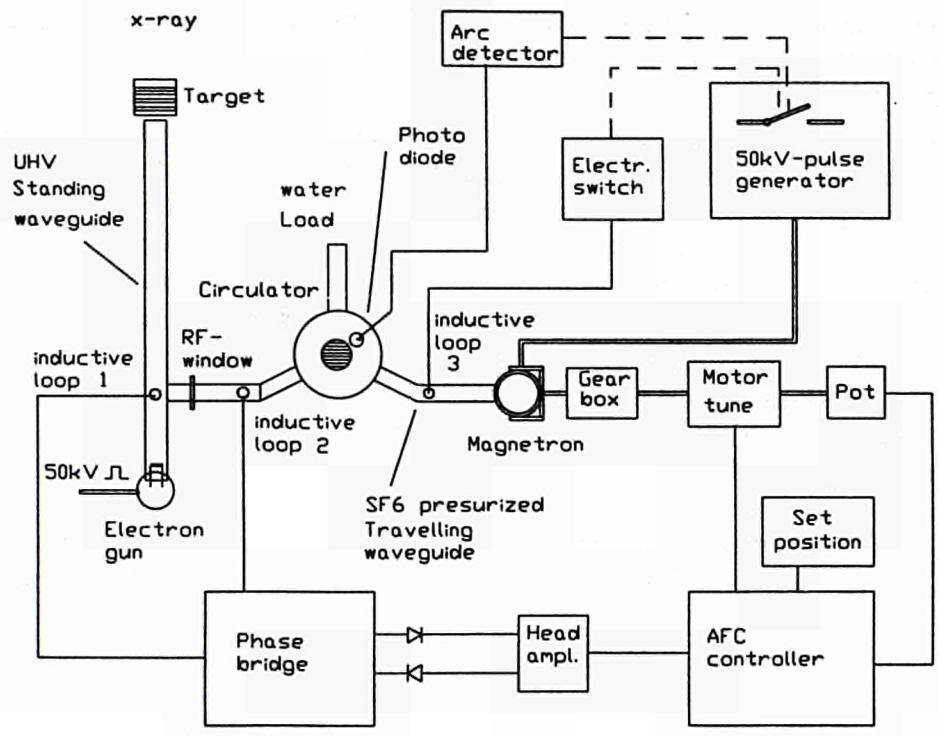 x-ray
Target
UHV
Standing
waveguide
Arc
detector
Photo
diode
water
Load
Circulator
Electr.
switch
50kV-pulse
generator
RF-
window
inductive
loop 1
inductive
loop 2
inductive
loop
3
Magnetron
Gear
box
Motor
tune
Pot
50kV
Electron
gun
SF6 presurized
Travelling
waveguide
Set
position
Phase
bridge
Head
ampl.
AFC
controller